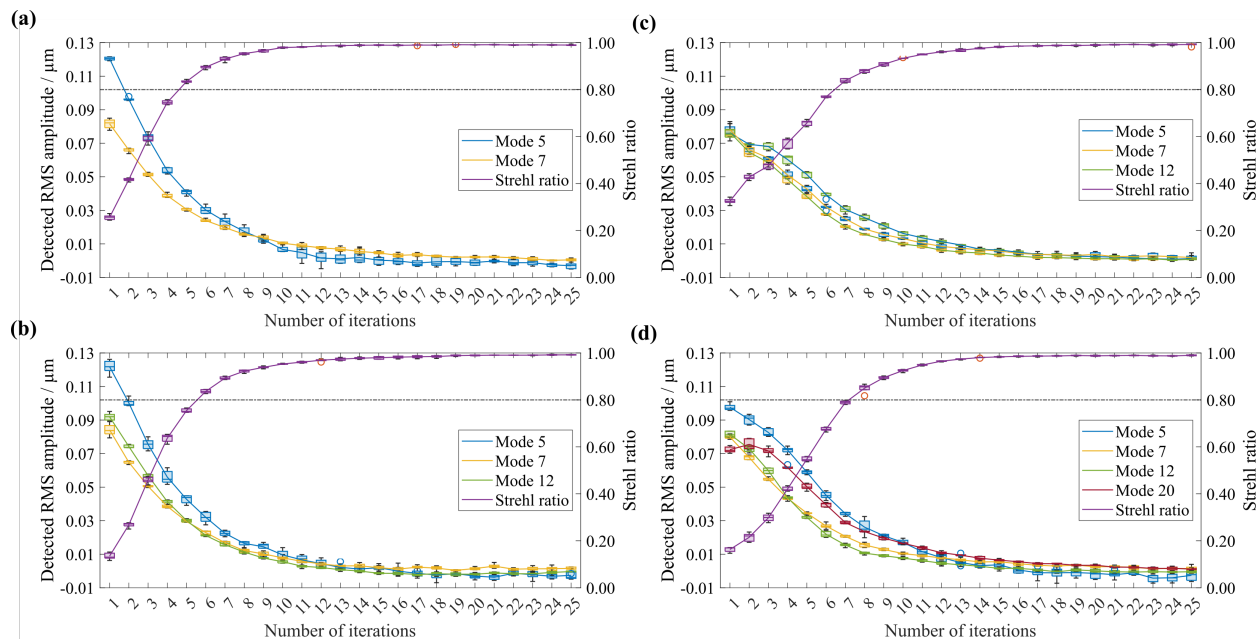 (a)
Detected RMS amplitude / μm
0.13
0.11
0.09
0.07
0.05
0.03
0.01
-0.01
1 2 3 4 5 6 7 8 9 10 11 12 13 14 15 16 17 18 19 20 21 22 23 24 25
Number of iterations
1.00
0.80
0.60
0.40
0.20
0.00
Strehl ratio
Mode 5
Mode 7
Strehl ratio
(c)
Detected RMS amplitude / μm
0.13
0.11
0.09
0.07
0.05
0.03
0.01
-0.01
1 2 3 4 5 6 7 8 9 10 11 12 13 14 15 16 17 18 19 20 21 22 23 24 25
Number of iterations
1.00
0.80
0.60
0.40
0.20
0.00
Strehl ratio
Mode 5
Mode 7
Mode 12
Strehl ratio
(b)
Detected RMS amplitude / μm
0.13
0.11
0.09
0.07
0.05
0.03
0.01
-0.01
1 2 3 4 5 6 7 8 9 10 11 12 13 14 15 16 17 18 19 20 21 22 23 24 25
Number of iterations
1.00
0.80
0.60
0.40
0.20
0.00
Strehl ratio
Mode 5
Mode 7
Mode 12
Strehl ratio
(d)
Detected RMS amplitude / μm
0.13
0.11
0.09
0.07
0.05
0.03
0.01
-0.01
1 2 3 4 5 6 7 8 9 10 11 12 13 14 15 16 17 18 19 20 21 22 23 24 25
Number of iterations
1.00
0.80
0.60
0.40
0.20
0.00
Strehl ratio
Mode 5
Mode 7
Mode 12
Mode 20
Strehl ratio